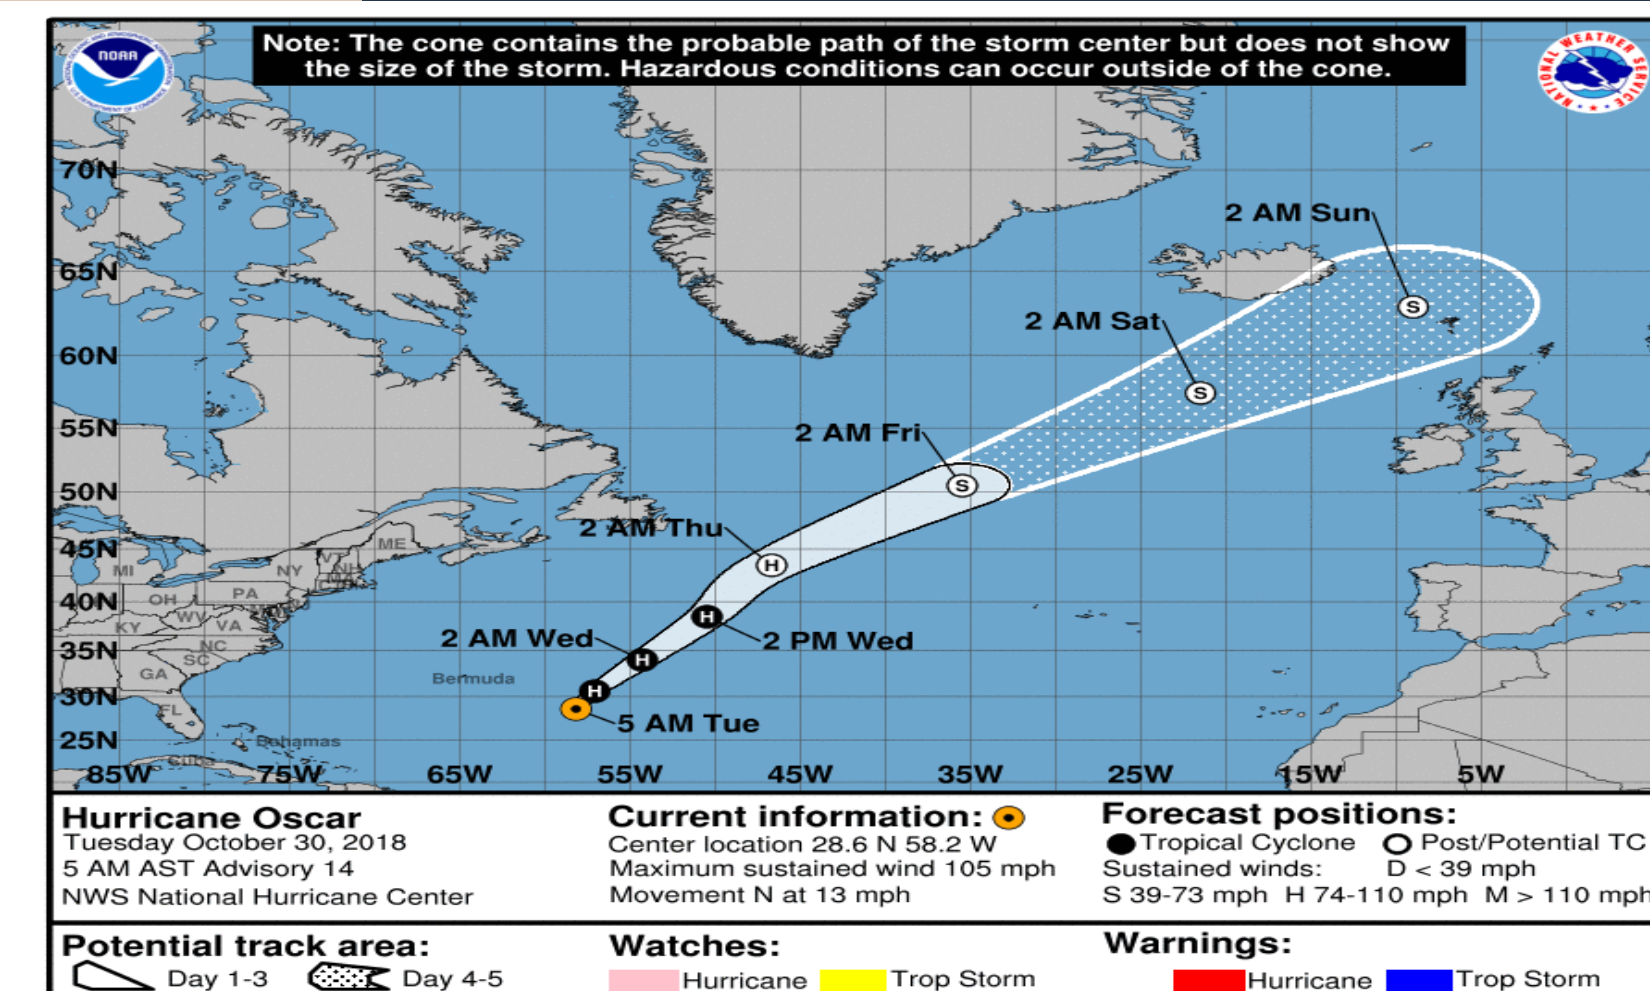 NOAA
Note: The cone contains the probable path of the storm center but does not show
the size of the storm. Hazardous conditions can occur outside of the cone.
NATIONAL WEATHER SERVICE
70N
2 AM Sun
65N
2 AM Sat
60N
55N
2 AM Fri
50N
2 AM Thu
45N
ME
VT
NH
MI
NY
MA
40N
OH
PA
WV
KY
VA
2 AM Wed
2 PM Wed
NC
35N
SC
GA
Bermuda
30N
FL
5 AM Tue
25N
Bahamas
Cuba
85W 75W 65W 55W 45W 35W 25W 15W 5W
S
S
S
H
H
H
H
Hurricane Oscar
Tuesday October 30, 2018
5 AM AST Advisory 14
NWS National Hurricane Center
Current information:
Center location 28.6 N 58.2 W
Maximum sustained wind 105 mph
Movement N at 13 mph
Forecast positions:
Tropical Cyclone Post/Potential TC
Sustained winds: D < 39 mph
S 39-73 mph H 74-110 mph M > 110 mph
Potential track area:
Day 1-3 Day 4-5
Watches:
Hurricane Trop Storm
Warnings:
Hurricane Trop Storm